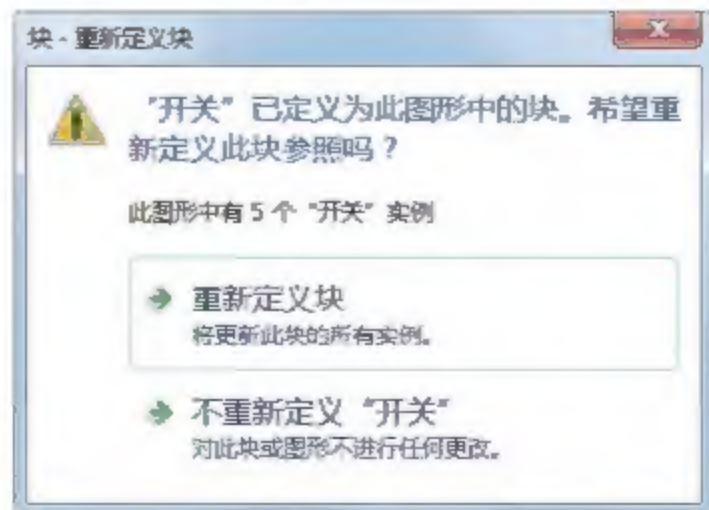 块 - 重新定义块
"开关" 已定义为此图形中的块。希望重
新定义此块参照吗？
此图形中有 5 个 "开关" 实例
重新定义块
将更新此块的所有实例。
不重新定义 "开关"
对此块或图形不进行任何更改。